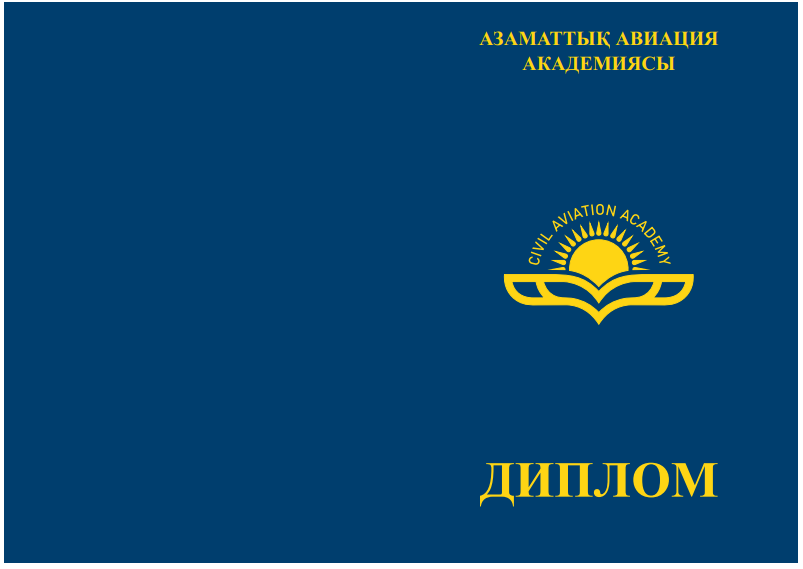 АЗАМАТТЫҚ АВИАЦИЯ
АКАДЕМИЯСЫ
CIVIL AVIATION ACADEMY
ДИПЛОМ